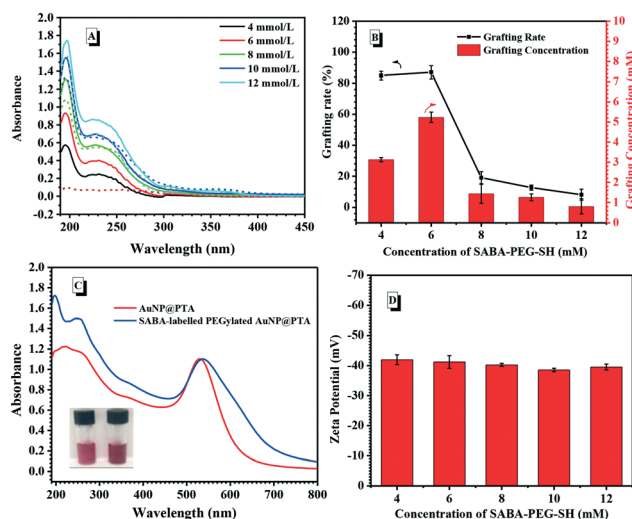 A
4 mmol/L
6 mmol/L
8 mmol/L
10 mmol/L
12 mmol/L
Absorbance
1.8
1.6
1.4
1.2
1.0
0.8
0.6
0.4
0.2
0.0
-0.2
200 250 300 350 400 450
Wavelength (nm)
B
Grafting Rate
Grafting Concentration
Grafting rate (%)
120
100
80
60
40
20
0
10
9
8
7
6
5
4
3
2
1
0
Grafting Concentration (mM)
4 6 8 10 12
Concentration of SABA-PEG-SH (mM)
C
AuNP@PTA
SABA-labelled PEGylated AuNP@PTA
Absorbance
2.0
1.8
1.6
1.4
1.2
1.0
0.8
0.6
0.4
0.2
0.0
200 300 400 500 600 700 800
Wavelength (nm)
D
Zeta Potential (mV)
-70
-60
-50
-40
-30
-20
-10
0
4 6 8 10 12
Concentration of SABA-PEG-SH (mM)